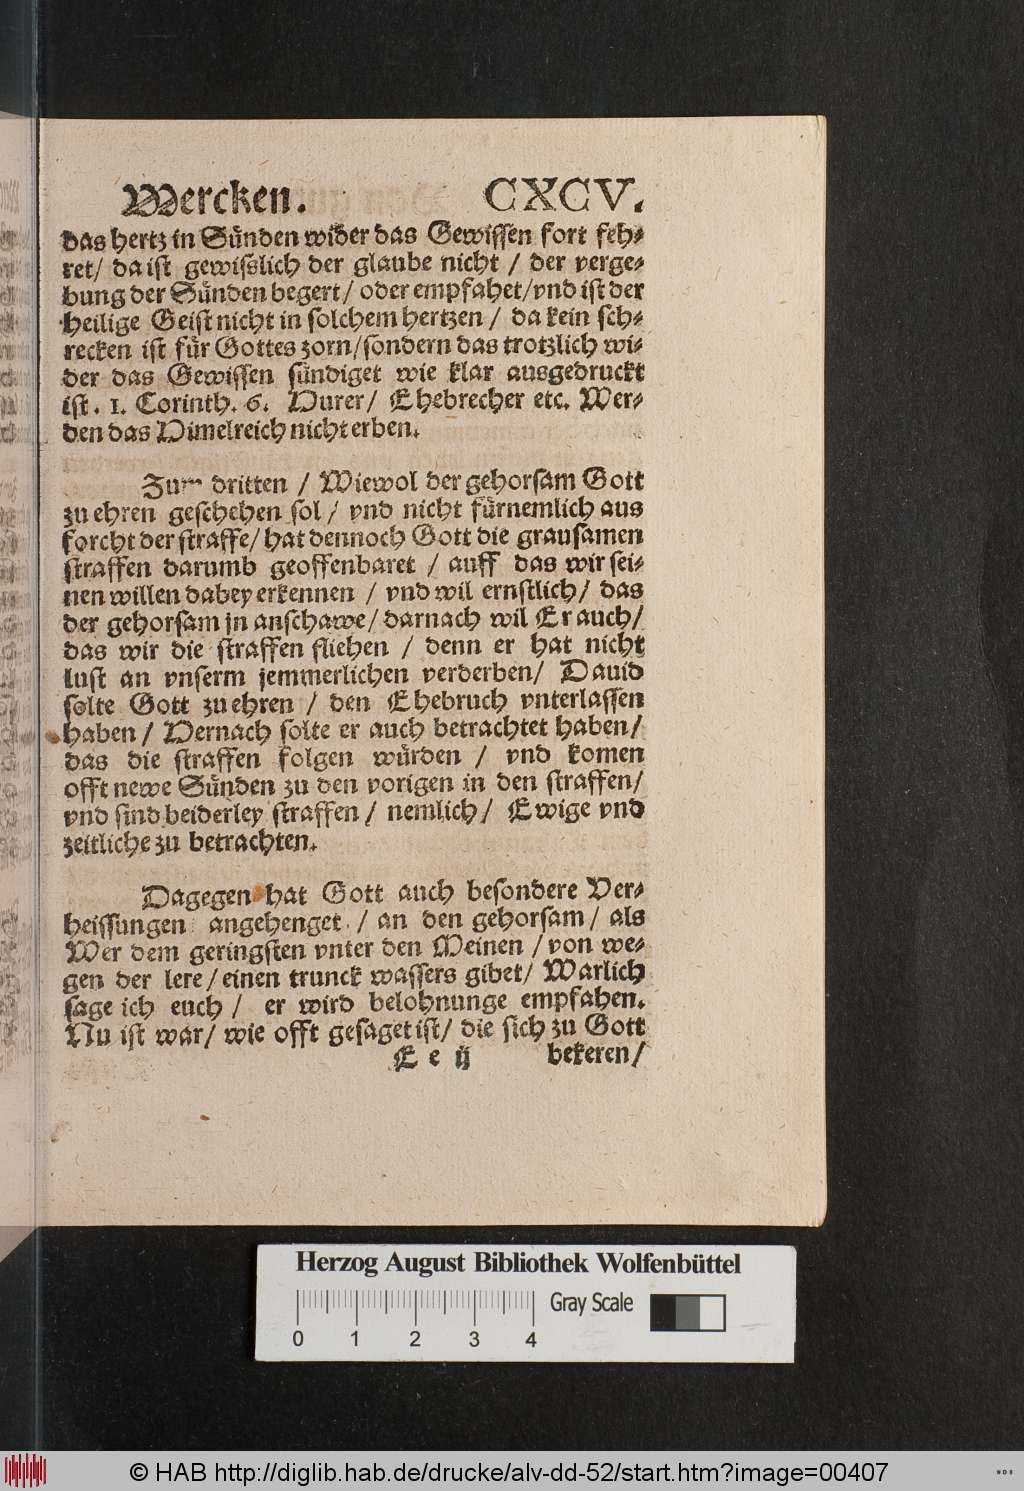 Wercken. CXCV.
das hertz in Sünden wider das Gewissen fort feh-
ret/ da ist gewisslich der glaube nicht / der verge-
bung der Sünden begert/ oder empfahet/ vnd ist der
heilige Geist nicht in solchem hertzen / da kein sch-
recken ist für Gottes zorn/ sondern das trotzlich wi-
der das Gewissen sündiget wie klar ausgedruckt
ist. 1. Corinth. 6. Hurer/ Ehebrecher etc. Wer-
den das Himelreich nicht erben.
Zum dritten / Wiewol der gehorsam Gott
zu ehren geschehen sol / vnd nicht fürnemlich aus
forcht der straffe/ hat dennoch Gott die grausamen
straffen darumb geoffenbaret / auff das wir sei-
nen willen dabey erkennen / vnd wil ernstlich/ das
der gehorsam jn anschawe/ darnach wil Er auch/
das wir die straffen fliehen / denn er hat nicht
lust an vnserm jemmerlichen verderben/ Dauid
solte Gott zu ehren / den Ehebruch vnterlassen
haben / Hernach solte er auch betrachtet haben/
das die straffen folgen würden / vnd komen
offt newe Sünden zu den vorigen in den straffen/
vnd sind beiderley straffen / nemlich/ Ewige vnd
zeitliche zu betrachten.
Dagegen hat Gott auch besondere Ver-
heissungen angehenget / an den gehorsam / als
Wer dem geringsten vnter den Meinen / von we-
gen der lere / einen trunck wassers gibet/ Warlich
sage ich euch / er wird belohnunge empfahen.
Nu ist war/ wie offt gesaget ist/ die sich zu Gott
E e ij bekeren/
Herzog August Bibliothek Wolfenbüttel
Gray Scale
0 1 2 3 4
© HAB http://diglib.hab.de/drucke/alv-dd-52/start.htm?image=00407